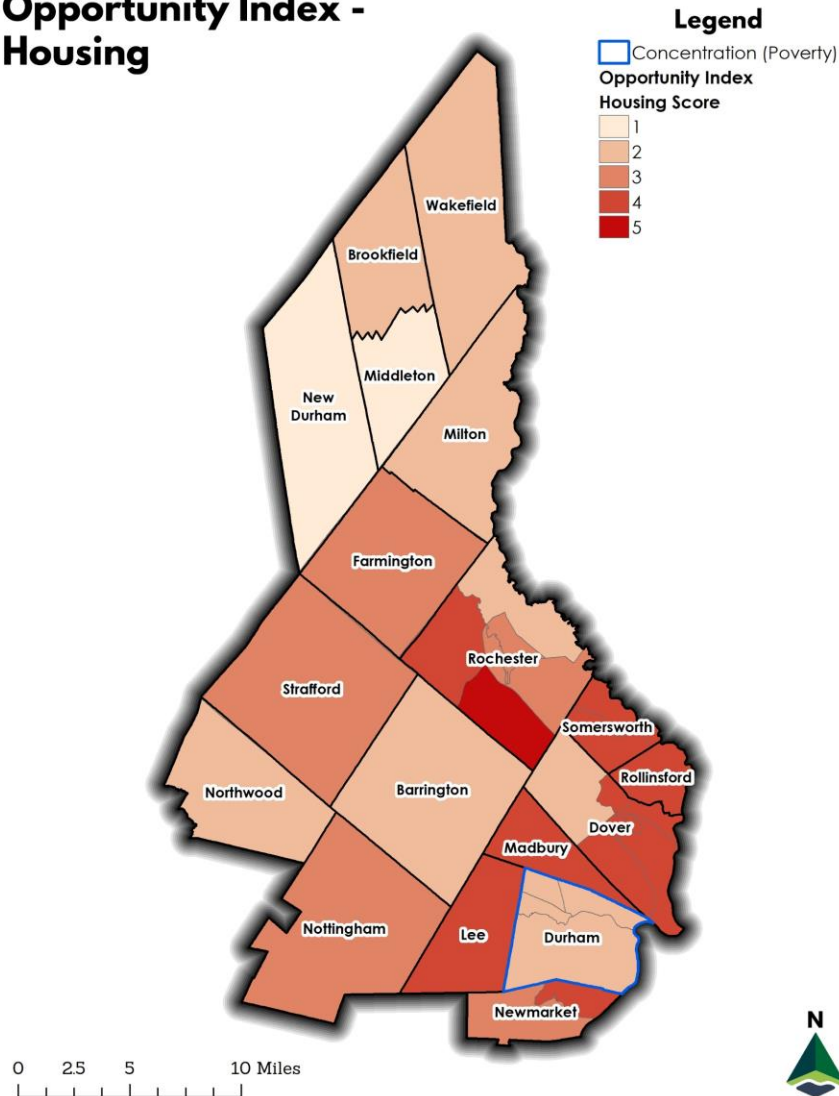 Opportunity Index -
Housing
Legend
Concentration (Poverty)
Opportunity Index
Housing Score
1
2
3
4
5
Wakefield
Brookfield
Middleton
New
Durham
Milton
Farmington
Rochester
Strafford
Somersworth
Rollinsford
Northwood
Barrington
Dover
Madbury
Nottingham
Lee
Durham
Newmarket
N
0 2.5 5 10 Miles